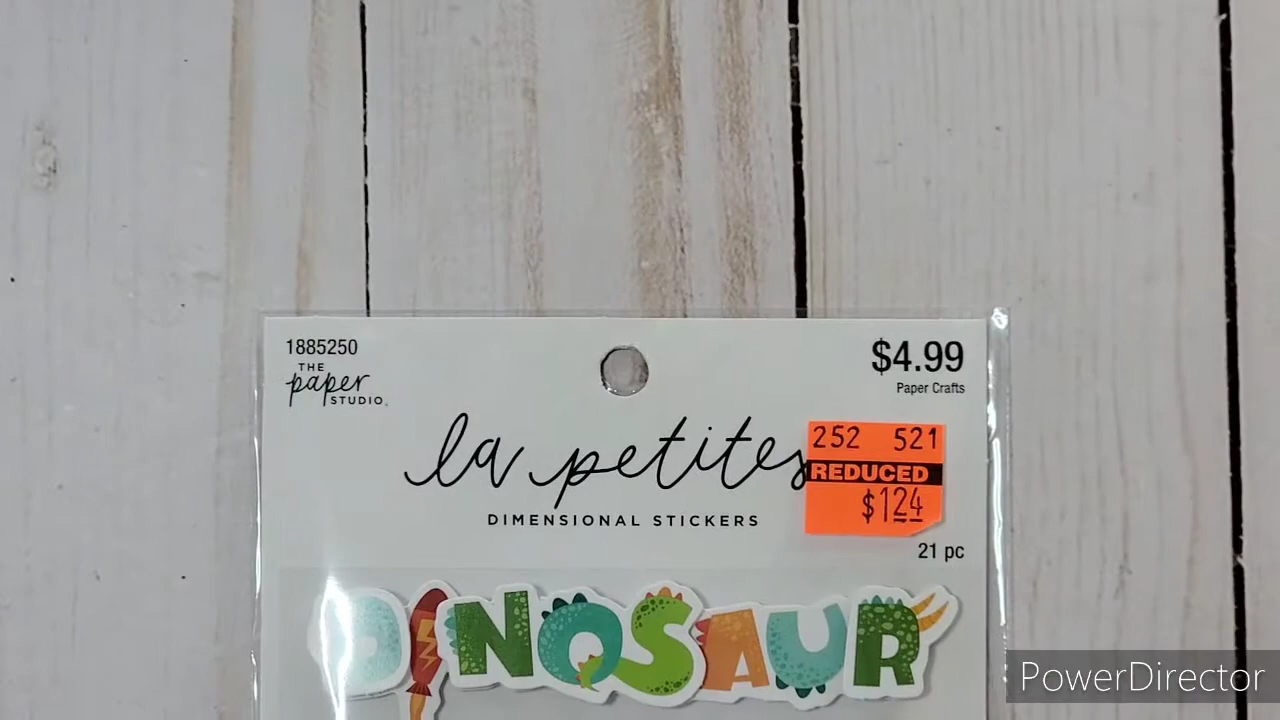 1885250
THE
paper
STUDIO
$4.99
Paper Crafts
la petites
252 521
REDUCED
$1.24
DIMENSIONAL STICKERS
21 pc
DINOSAUR
PowerDirector